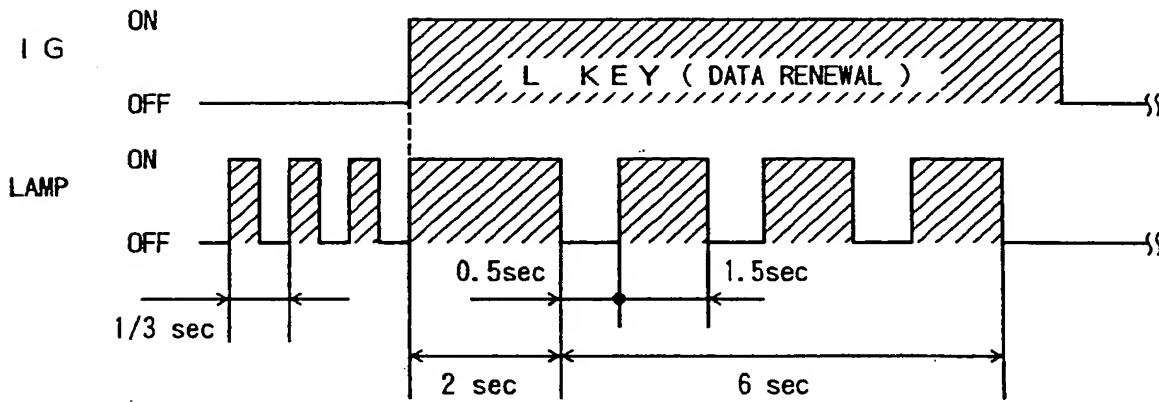 ON
I G
L KEY ( DATA RENEWAL )
OFF
ON
LAMP
OFF
0.5sec 1.5sec
1/3 sec
2 sec 6 sec